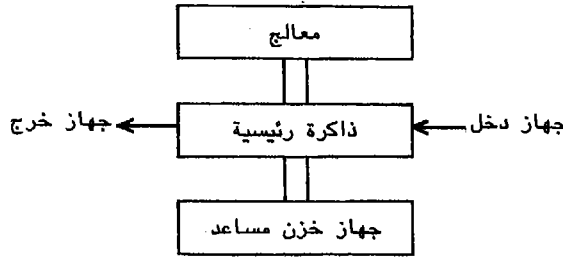 معالج
جهاز دخل
ذاكرة رئيسية
جهاز خرج
جهاز خزن مساعد